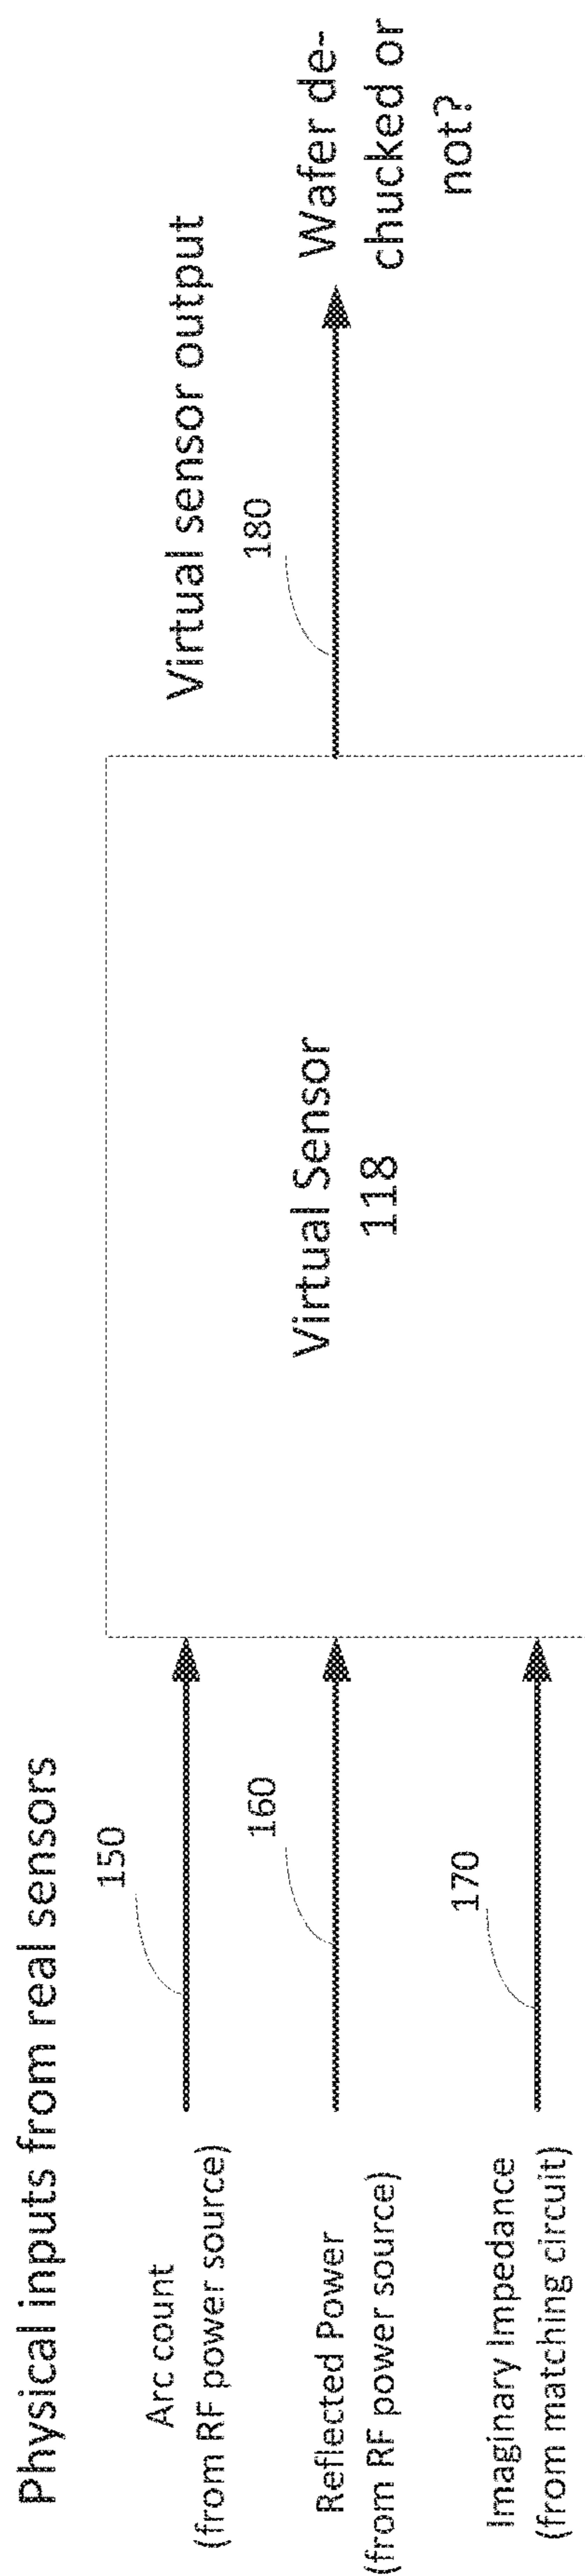 Physical inputs from real sensors
Arc count
(from RF power source)
150
Reflected Power
(from RF power source)
160
Imaginary Impedance
(from matching circuit)
170
Virtual Sensor
118
Virtual sensor output
180
Wafer de-
chucked or
not?